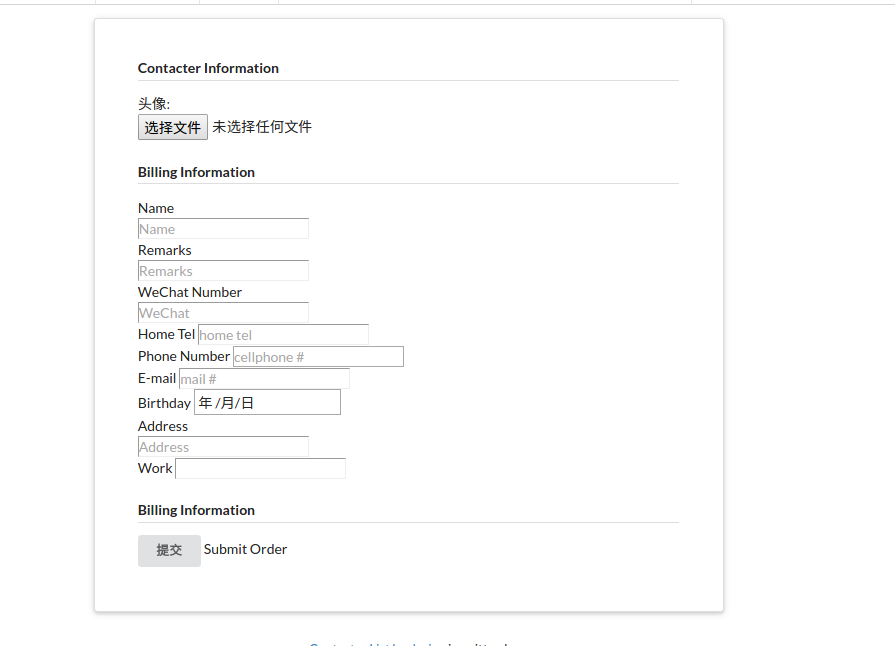 Contacter Information
头像:
选择文件 未选择任何文件
Billing Information
Name
Name
Remarks
Remarks
WeChat Number
WeChat
Home Tel home tel
Phone Number cellphone #
E-mail mail #
Birthday 年 /月/日
Address
Address
Work
Billing Information
提交 Submit Order